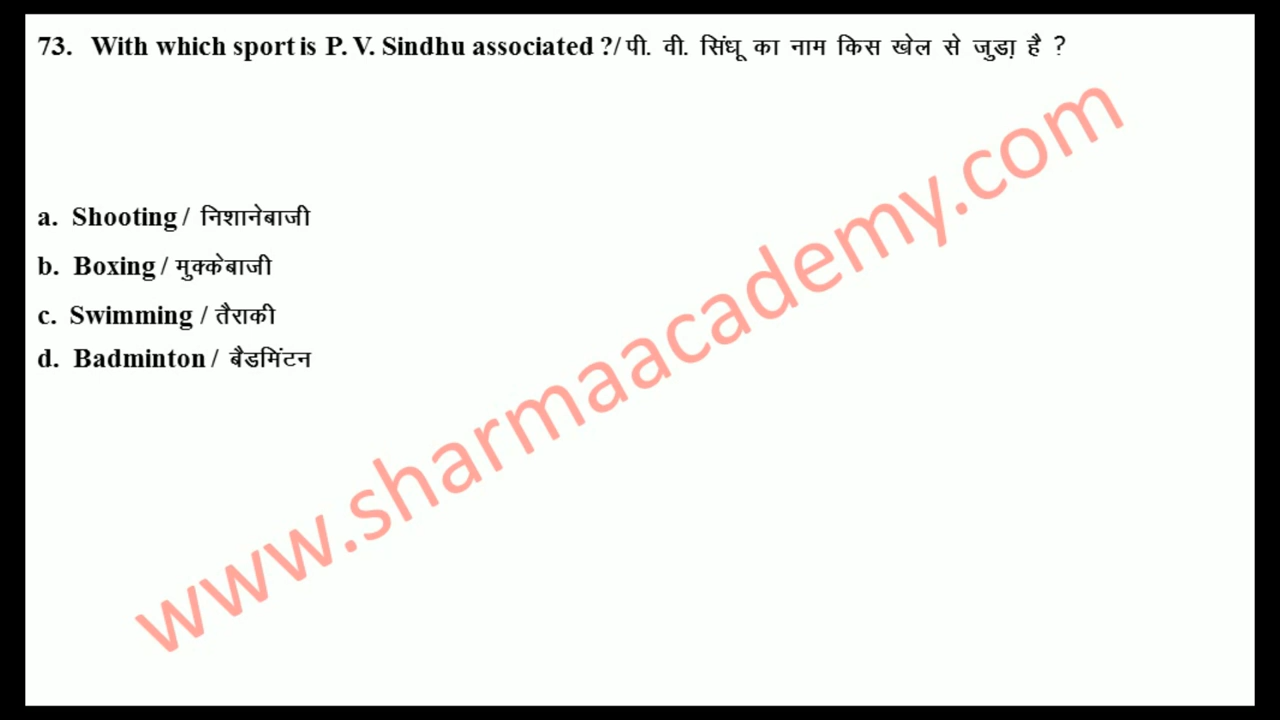 73. With which sport is P. V. Sindhu associated ?/ पी. वी. सिंधू का नाम किस खेल से जुडा़ है ?
a. Shooting / निशानेबाजी
b. Boxing / मुक्केबाजी
c. Swimming / तैराकी
d. Badminton / बैडमिंटन
www.sharmaacademy.com